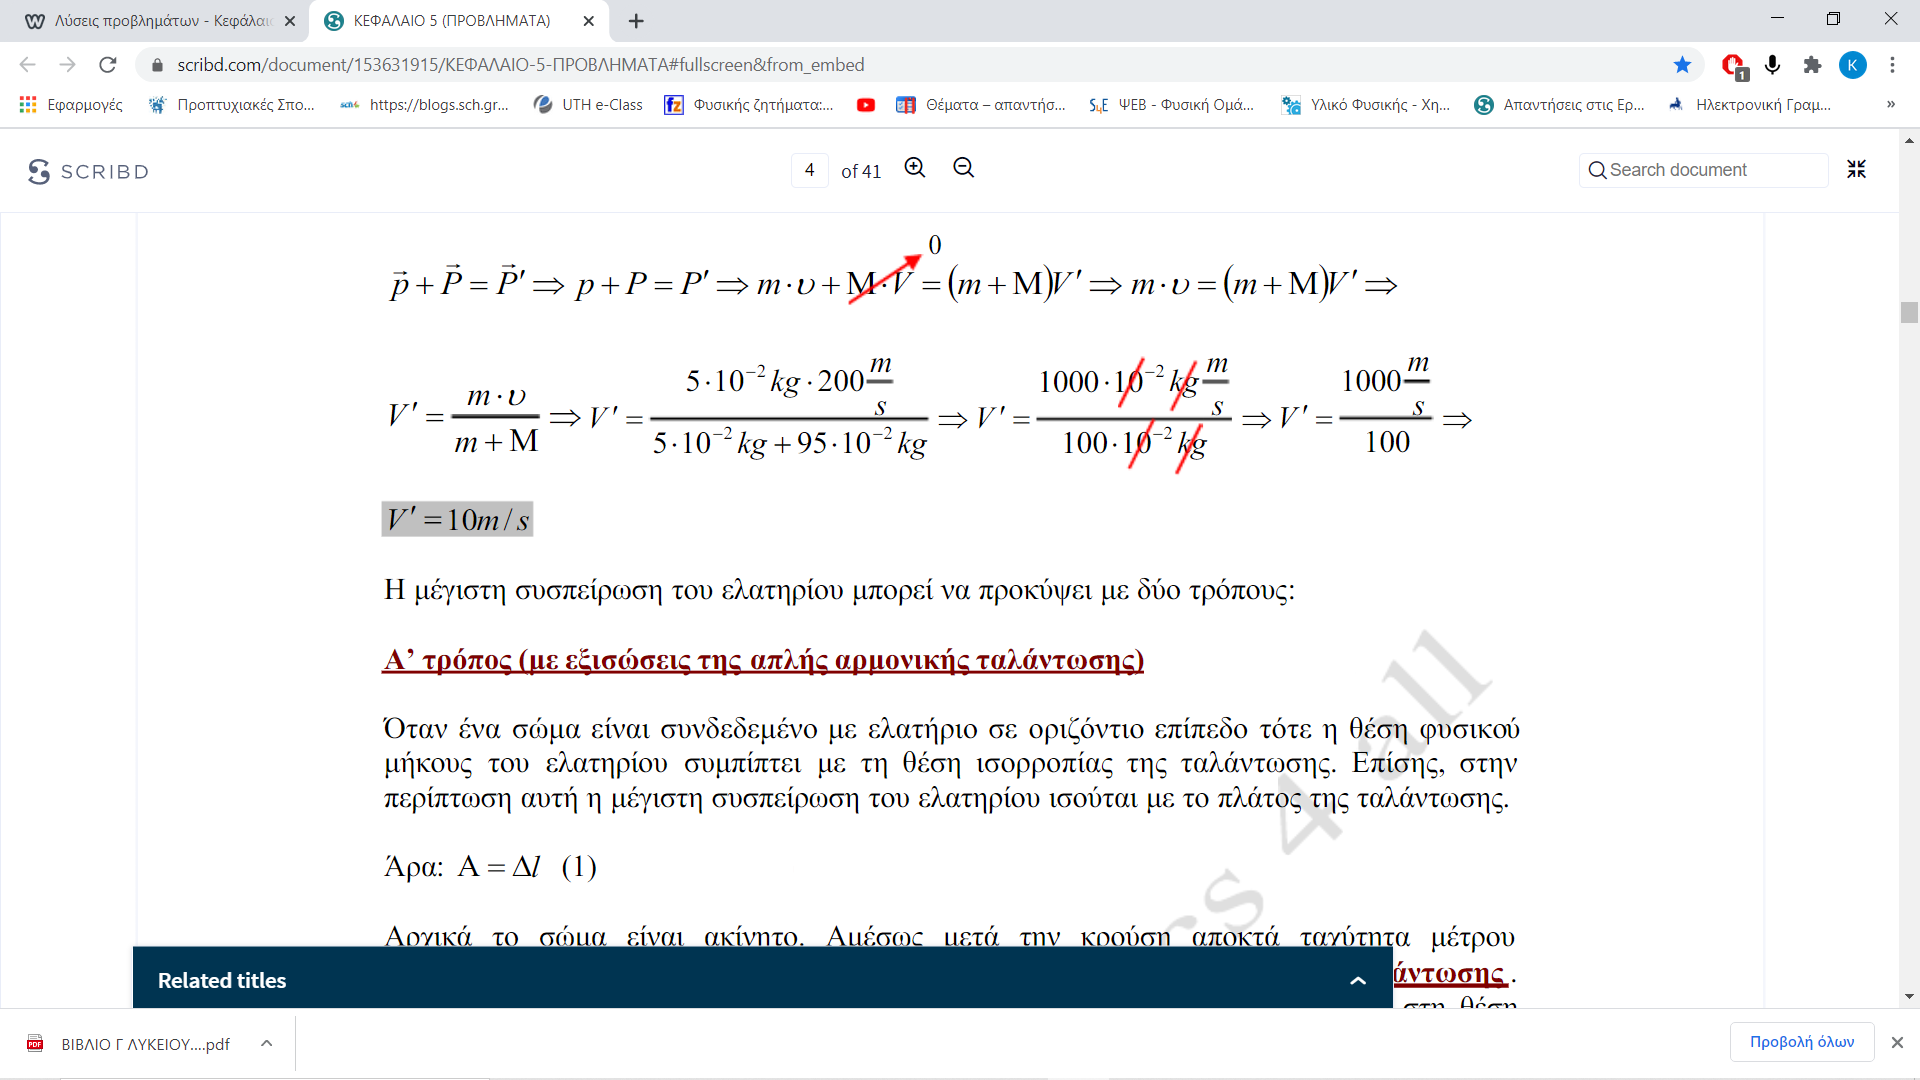 Λύσεις προβλημάτων - Κεφάλαι
ΚΕΦΑΛΑΙΟ 5 (ΠΡΟΒΛΗΜΑΤΑ)
scribd.com/document/153631915/ΚΕΦΑΛΑΙΟ-5-ΠΡΟΒΛΗΜΑΤΑ#fullscreen&from_embed
1
K
Εφαρμογές
Προπτυχιακές Σπο...
https://blogs.sch.gr...
UTH e-Class
Φυσικής ζητήματα:...
Θέματα – απαντήσ...
ΨΕΒ - Φυσική Ομά...
Υλικό Φυσικής - Χη...
Απαντήσεις στις Ερ...
Ηλεκτρονική Γραμ...
»
SCRIBD
4 of 41
Search document
0
p⃗ + P⃗ = P⃗′ ⇒ p + P = P′ ⇒ m·υ + M·V = (m + M)V′ ⇒ m·υ = (m + M)V′ ⇒
V′ = (m·υ)/(m + M) ⇒ V′ = (5·10⁻² kg·200 m/s)/(5·10⁻² kg + 95·10⁻² kg) ⇒ V′ = (1000·10⁻² kg m/s)/(100·10⁻² kg) ⇒ V′ = (1000 m/s)/100 ⇒
V′ = 10m/s
Η μέγιστη συσπείρωση του ελατηρίου μπορεί να προκύψει με δύο τρόπους:
Α’ τρόπος (με εξισώσεις της απλής αρμονικής ταλάντωσης)
Όταν ένα σώμα είναι συνδεδεμένο με ελατήριο σε οριζόντιο επίπεδο τότε η θέση φυσικού
μήκους του ελατηρίου συμπίπτει με τη θέση ισορροπίας της ταλάντωσης. Επίσης, στην
περίπτωση αυτή η μέγιστη συσπείρωση του ελατηρίου ισούται με το πλάτος της ταλάντωσης.
Άρα: A = Δl (1)
Αρχικά το σώμα είναι ακίνητο. Αμέσως μετά την κρούση αποκτά ταχύτητα μέτρου
άντωσης .
στη θέση
cs 4 all
Related titles
ΒΙΒΛΙΟ Γ ΛΥΚΕΙΟΥ....pdf
Προβολή όλων